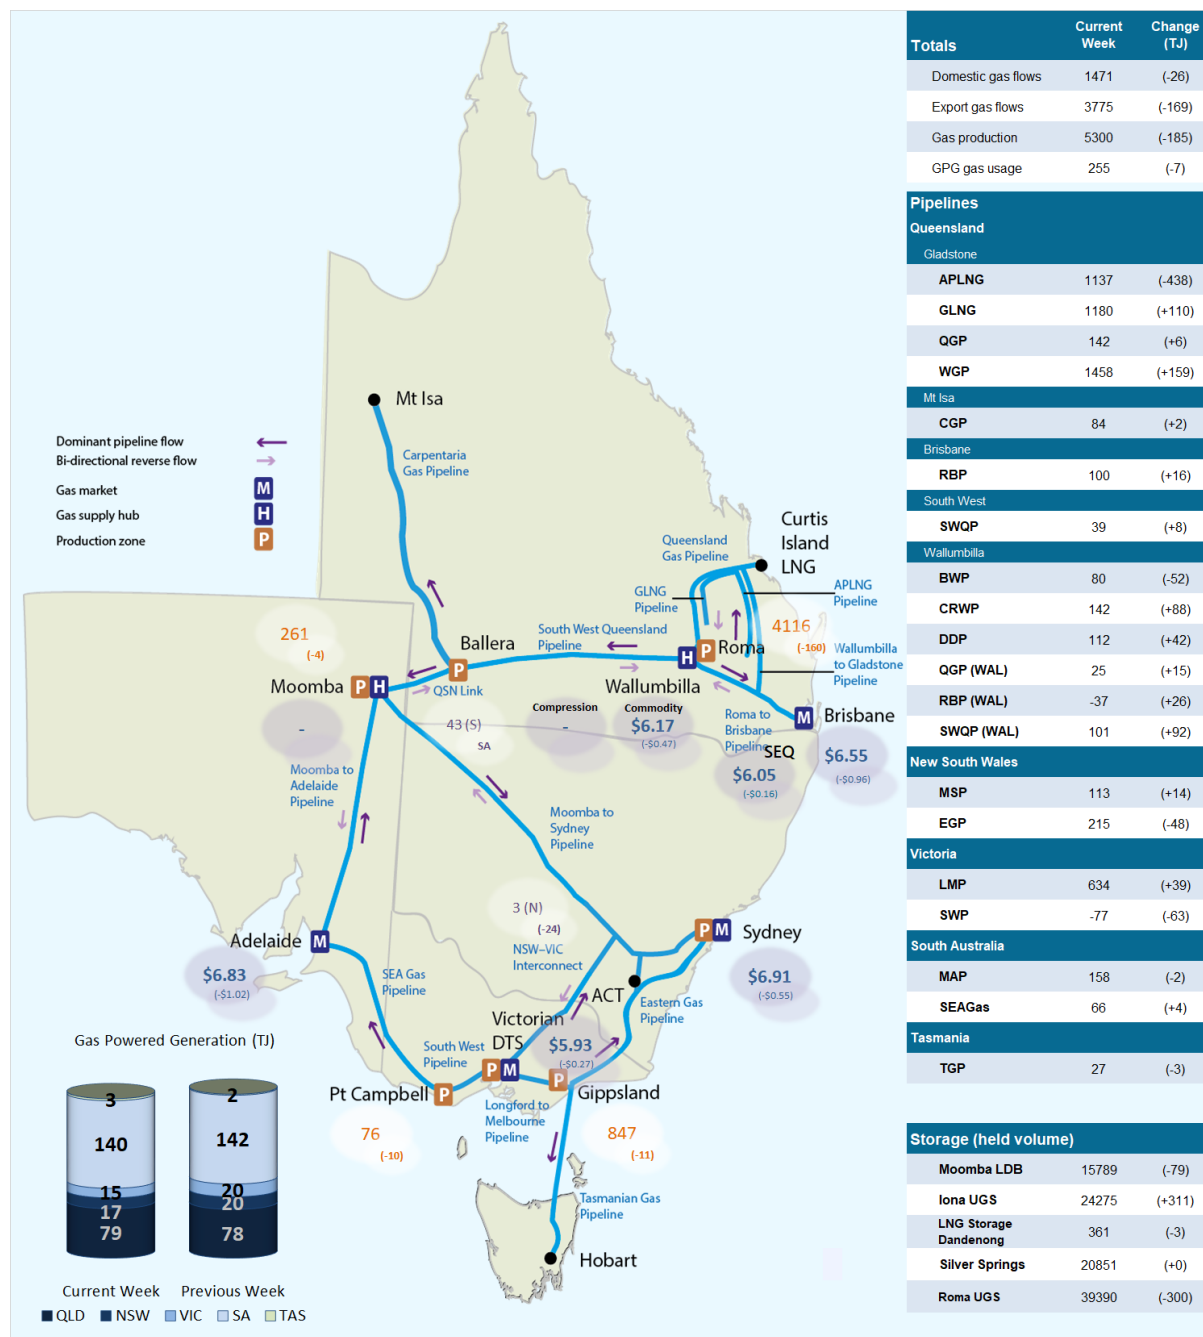 Mt Isa
Dominant pipeline flow
Bi-directional reverse flow
Gas market
M
Gas supply hub
H
Production zone
P
Carpentaria
Gas Pipeline
Curtis
Island
LNG
Queensland
Gas Pipeline
GLNG
Pipeline
APLNG
Pipeline
261
(-4)
4116
(-160)
Ballera
P
South West Queensland
Pipeline
H P Roma
Wallumbilla
to Gladstone
Pipeline
Moomba P H
QSN Link
Wallumbilla
-
43 (S)
SA
Compression
-
Commodity
$6.17
(-$0.47)
Roma to
Brisbane
Pipeline
M Brisbane
SEQ
$6.05
(-$0.16)
$6.55
(-$0.96)
Moomba to
Adelaide
Pipeline
Moomba to
Sydney
Pipeline
3 (N)
(-24)
NSW–VIC
Interconnect
Adelaide M
P M Sydney
$6.83
(-$1.02)
SEA Gas
Pipeline
ACT
Eastern Gas
Pipeline
$6.91
(-$0.55)
Victorian
DTS
$5.93
(-$0.27)
South West
Pipeline
P M
P
Pt Campbell P
Gippsland
Longford to
Melbourne
Pipeline
76
(-10)
847
(-11)
Tasmanian Gas
Pipeline
Hobart
Gas Powered Generation (TJ)
3 2
140 142
15 20
17 20
79 78
Current Week Previous Week
QLD NSW VIC SA TAS
Totals Current Week Change (TJ)
Domestic gas flows 1471 (-26)
Export gas flows 3775 (-169)
Gas production 5300 (-185)
GPG gas usage 255 (-7)
Pipelines
Queensland
Gladstone
APLNG 1137 (-438)
GLNG 1180 (+110)
QGP 142 (+6)
WGP 1458 (+159)
Mt Isa
CGP 84 (+2)
Brisbane
RBP 100 (+16)
South West
SWQP 39 (+8)
Wallumbilla
BWP 80 (-52)
CRWP 142 (+88)
DDP 112 (+42)
QGP (WAL) 25 (+15)
RBP (WAL) -37 (+26)
SWQP (WAL) 101 (+92)
New South Wales
MSP 113 (+14)
EGP 215 (-48)
Victoria
LMP 634 (+39)
SWP -77 (-63)
South Australia
MAP 158 (-2)
SEAGas 66 (+4)
Tasmania
TGP 27 (-3)
Storage (held volume)
Moomba LDB 15789 (-79)
Iona UGS 24275 (+311)
LNG Storage
Dandenong 361 (-3)
Silver Springs 20851 (+0)
Roma UGS 39390 (-300)